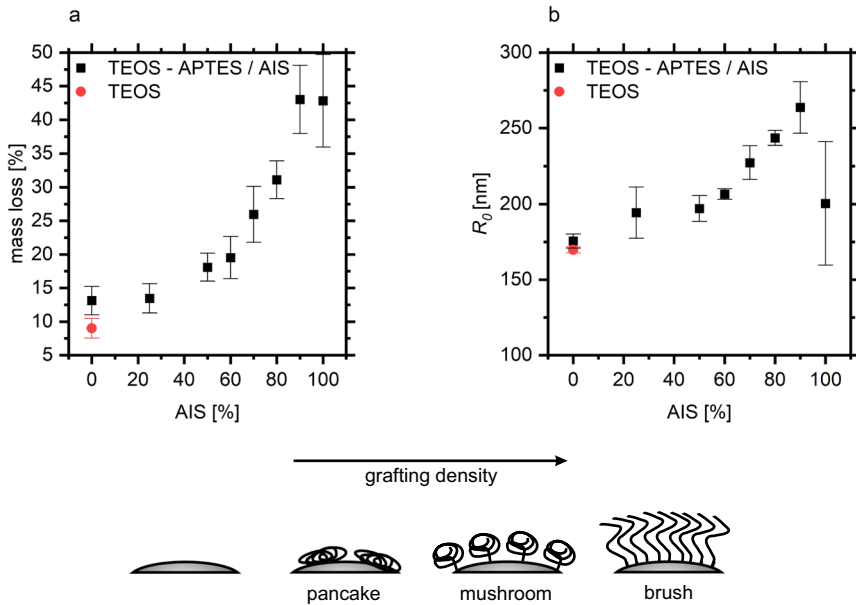 a
50
45
40
35
30
25
20
15
10
5
mass loss [%]
TEOS - APTES / AIS
TEOS
0 20 40 60 80 100
AIS [%]
b
300
250
200
150
100
R0 [nm]
TEOS - APTES / AIS
TEOS
0 20 40 60 80 100
AIS [%]
grafting density
pancake mushroom brush